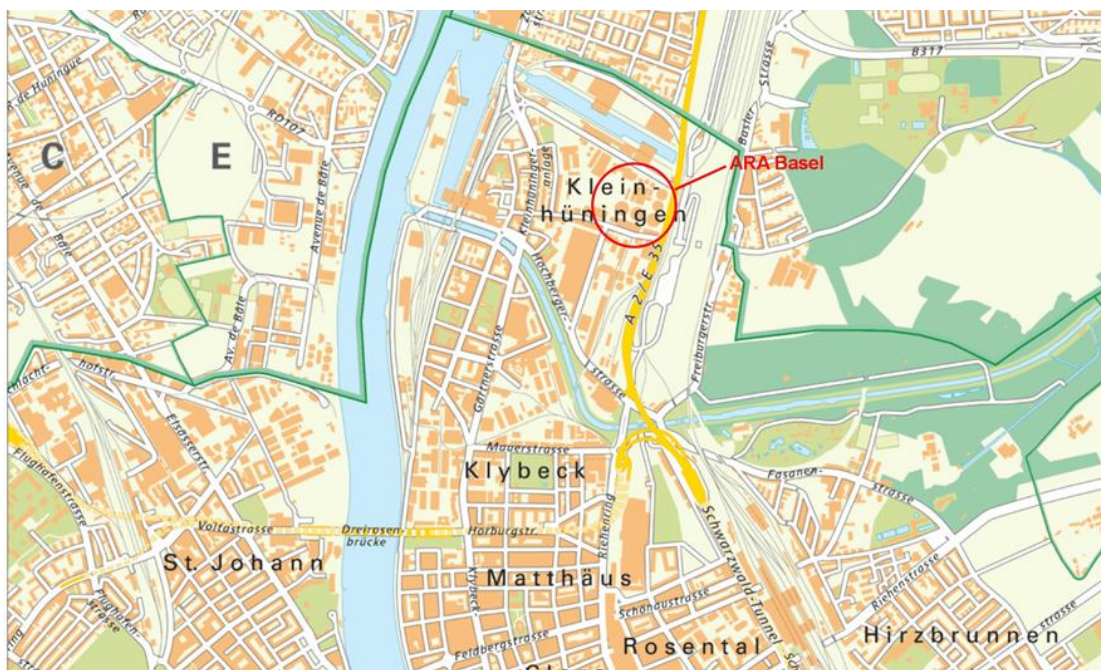 B317
RD107
C
E
Avenue de Bâle
Avenue de
Bâle
Av. de Bâle
Basler
Strasse
ARA Basel
Klein-
hüningen
Kleinhüninger-
anlage
Hochberger-
strasse
A 2 / E 35
Freiburgerstr.
Gärtnerstrasse
hofstr.
Elsässerstr.
Flughafenstrasse
Mauerstrasse
Klybeck
Fasanen-
strasse
Voltastrasse
Dreirosen-
brücke
Horburgstr.
Riehenring
Schwarzwald-Tunnel
St. Johann
Klybeck-
Matthäus
Schönaustrasse
Riehenstrasse
Feldbergstrasse
Rosental
Hirzbrunnen
Flughafen-
strasse